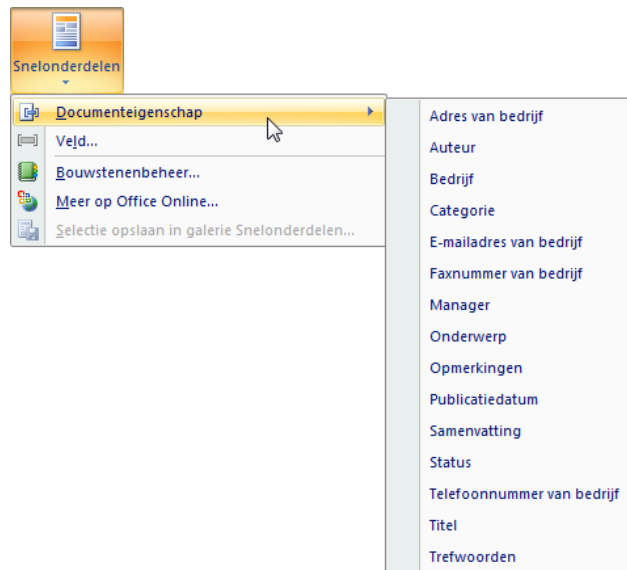 Snelonderdelen
Documenteigenschap
Veld...
Bouwstenenbeheer...
Meer op Office Online...
Selectie opslaan in galerie Snelonderdelen...
Adres van bedrijf
Auteur
Bedrijf
Categorie
E-mailadres van bedrijf
Faxnummer van bedrijf
Manager
Onderwerp
Opmerkingen
Publicatiedatum
Samenvatting
Status
Telefoonnummer van bedrijf
Titel
Trefwoorden